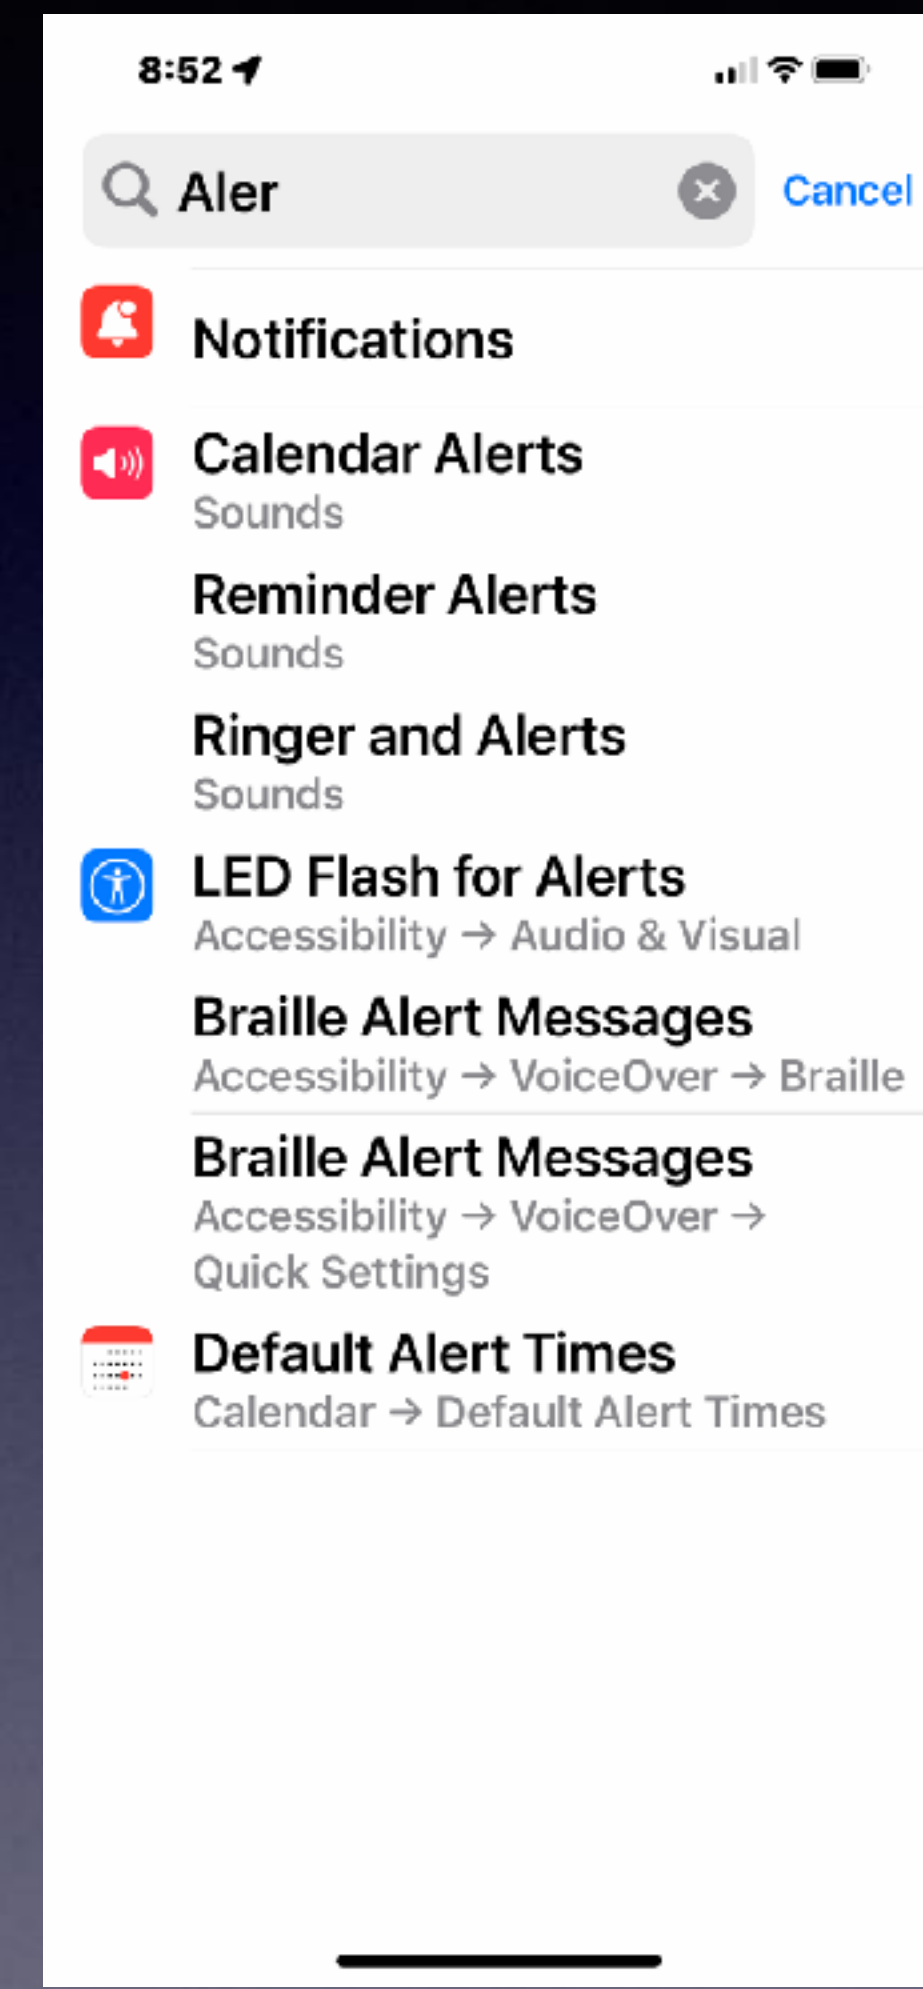 8:52
Aler
Cancel
Notifications
Calendar Alerts
Sounds
Reminder Alerts
Sounds
Ringer and Alerts
Sounds
LED Flash for Alerts
Accessibility → Audio & Visual
Braille Alert Messages
Accessibility → VoiceOver → Braille
Braille Alert Messages
Accessibility → VoiceOver →
Quick Settings
Default Alert Times
Calendar → Default Alert Times